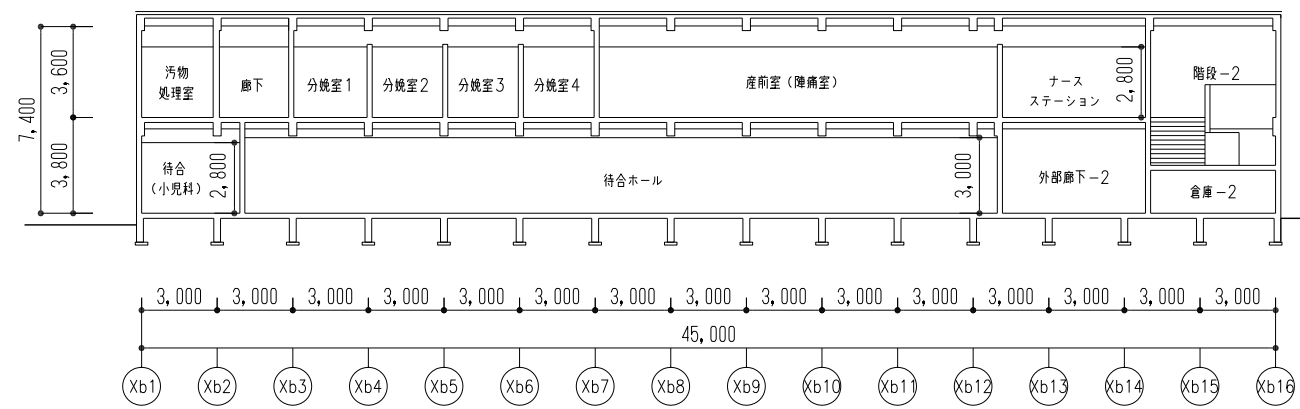 汚物
処理室
廊下
分娩室1
分娩室2
分娩室3
分娩室4
産前室（陣痛室）
ナース
ステーション
2,800
階段-2
3,600
7,400
3,800
待合
（小児科）
2,800
待合ホール
3,000
外部廊下-2
倉庫-2
3,000 3,000 3,000 3,000 3,000 3,000 3,000 3,000 3,000 3,000 3,000 3,000 3,000 3,000 3,000
45,000
Xb1 Xb2 Xb3 Xb4 Xb5 Xb6 Xb7 Xb8 Xb9 Xb10 Xb11 Xb12 Xb13 Xb14 Xb15 Xb16